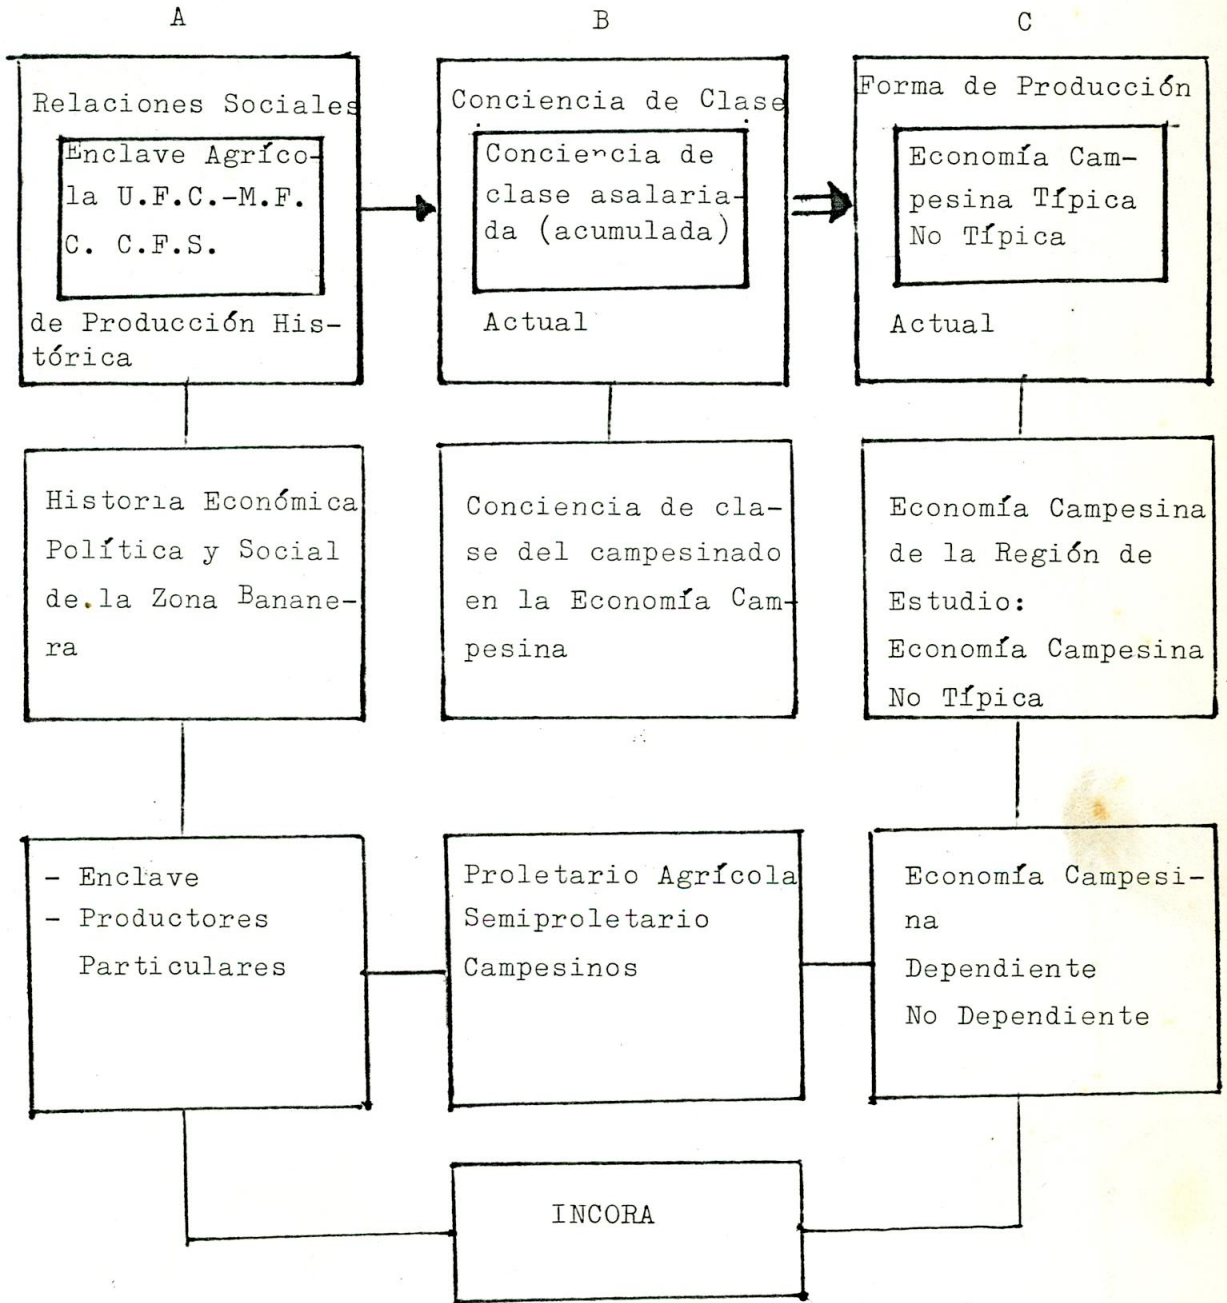 A
B
C
Relaciones Sociales
Enclave Agríco-
la U.F.C.-M.F.
C. C.F.S.
de Producción His-
tórica
Conciencia de Clase
Conciencia de
clase asalaria-
da (acumulada)
Actual
Forma de Producción
Economía Cam-
pesina Típica
No Típica
Actual
Historia Económica
Política y Social
de la Zona Banane-
ra
Conciencia de cla-
se del campesinado
en la Economía Cam-
pesina
Economía Campesina
de la Región de
Estudio:
Economía Campesina
No Típica
- Enclave
- Productores
Particulares
Proletario Agrícola
Semiproletario
Campesinos
Economía Campesi-
na
Dependiente
No Dependiente
INCORA